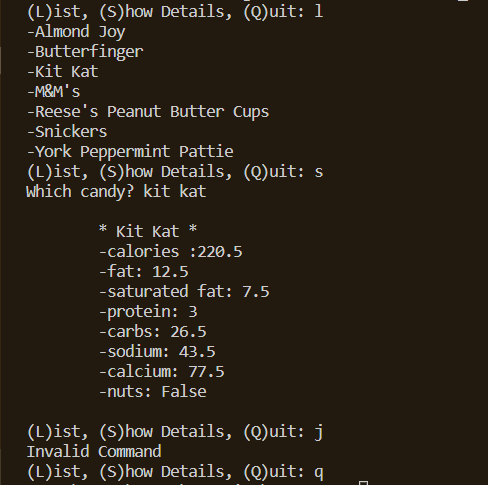 (L)ist, (S)how Details, (Q)uit: l
-Almond Joy
-Butterfinger
-Kit Kat
-M&M's
-Reese's Peanut Butter Cups
-Snickers
-York Peppermint Pattie
(L)ist, (S)how Details, (Q)uit: s
Which candy? kit kat
* Kit Kat *
-calories :220.5
-fat: 12.5
-saturated fat: 7.5
-protein: 3
-carbs: 26.5
-sodium: 43.5
-calcium: 77.5
-nuts: False
(L)ist, (S)how Details, (Q)uit: j
Invalid Command
(L)ist, (S)how Details, (Q)uit: q